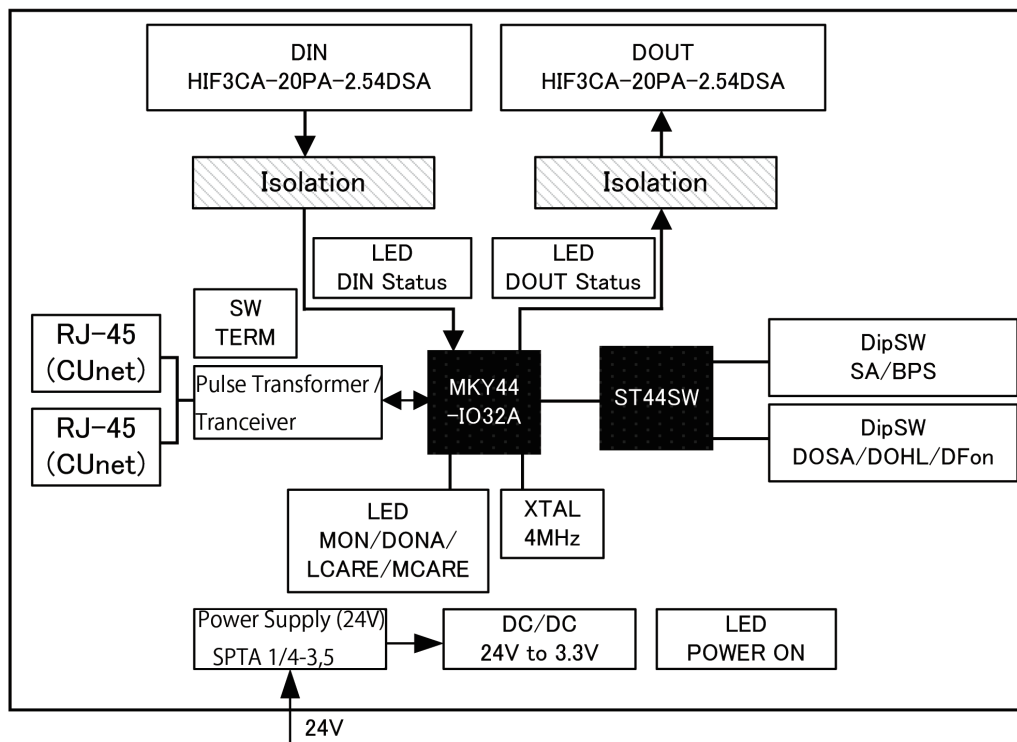 DIN
HIF3CA-20PA-2.54DSA
DOUT
HIF3CA-20PA-2.54DSA
Isolation
Isolation
LED
DIN Status
LED
DOUT Status
SW
TERM
RJ-45
(CUnet)
RJ-45
(CUnet)
Pulse Transformer /
Tranceiver
MKY44
-IO32A
ST44SW
DipSW
SA/BPS
DipSW
DOSA/DOHL/DFon
LED
MON/DONA/
LCARE/MCARE
XTAL
4MHz
Power Supply (24V)
SPTA 1/4-3,5
DC/DC
24V to 3.3V
LED
POWER ON
24V